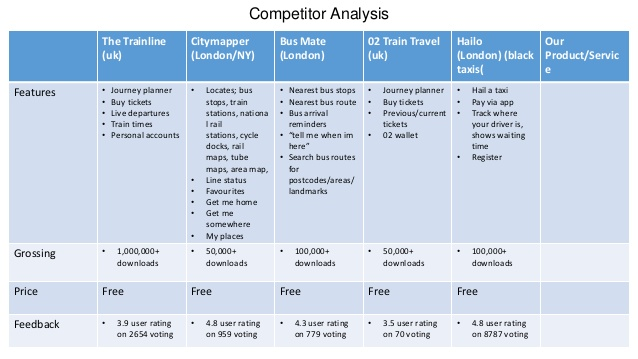 Competitor Analysis
The Trainline
(uk)
Citymapper
(London/NY)
Bus Mate
(London)
02 Train Travel
(uk)
Hailo
(London) (black
taxis(
Our
Product/Servic
e
Features
• Journey planner
• Buy tickets
• Live departures
• Train times
• Personal accounts
• Locates; bus
stops, train
stations, nationa
l rail
stations, cycle
docks, rail
maps, tube
maps, area map,
• Line status
• Favourites
• Get me home
• Get me
somewhere
• My places
• Nearest bus stops
• Nearest bus route
• Bus arrival
reminders
• “tell me when im
here”
• Search bus routes
for
postcodes/areas/
landmarks
• Journey planner
• Buy tickets
• Previous/current
tickets
• 02 wallet
• Hail a taxi
• Pay via app
• Track where
your driver is,
shows waiting
time
• Register
Grossing
• 1,000,000+
downloads
• 50,000+
downloads
• 100,000+
downloads
• 50,000+
downloads
• 100,000+
downloads
Price
Free
Free
Free
Free
Free
Feedback
• 3.9 user rating
on 2654 voting
• 4.8 user rating
on 959 voting
• 4.3 user rating
on 779 voting
• 3.5 user rating
on 70 voting
• 4.8 user rating
on 8787 voting